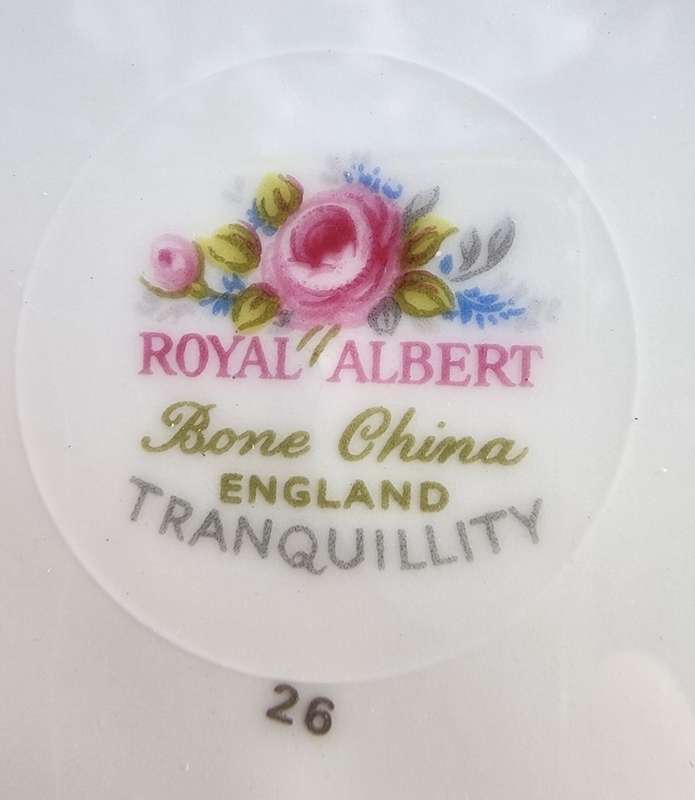 ROYAL ALBERT
Bone China
ENGLAND
TRANQUILLITY
26